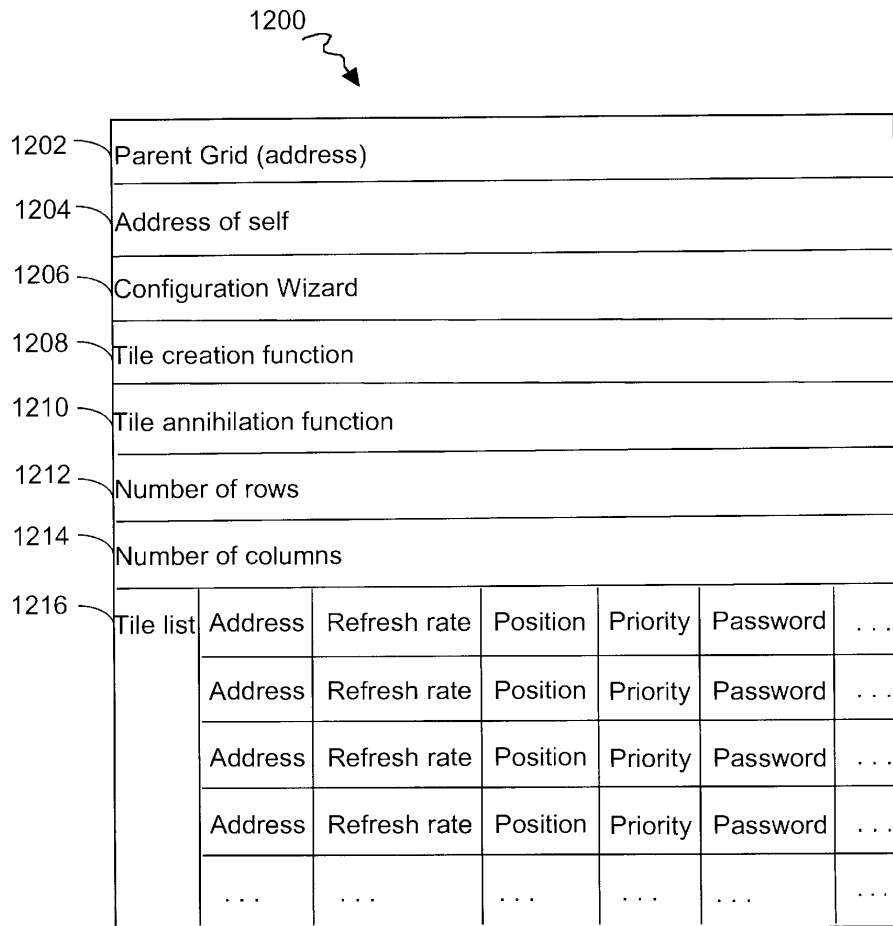 1200
1202 Parent Grid (address)
1204 Address of self
1206 Configuration Wizard
1208 Tile creation function
1210 Tile annihilation function
1212 Number of rows
1214 Number of columns
1216 Tile list Address Refresh rate Position Priority Password ...
Address Refresh rate Position Priority Password ...
Address Refresh rate Position Priority Password ...
Address Refresh rate Position Priority Password ...
... ... ... ... ... ...